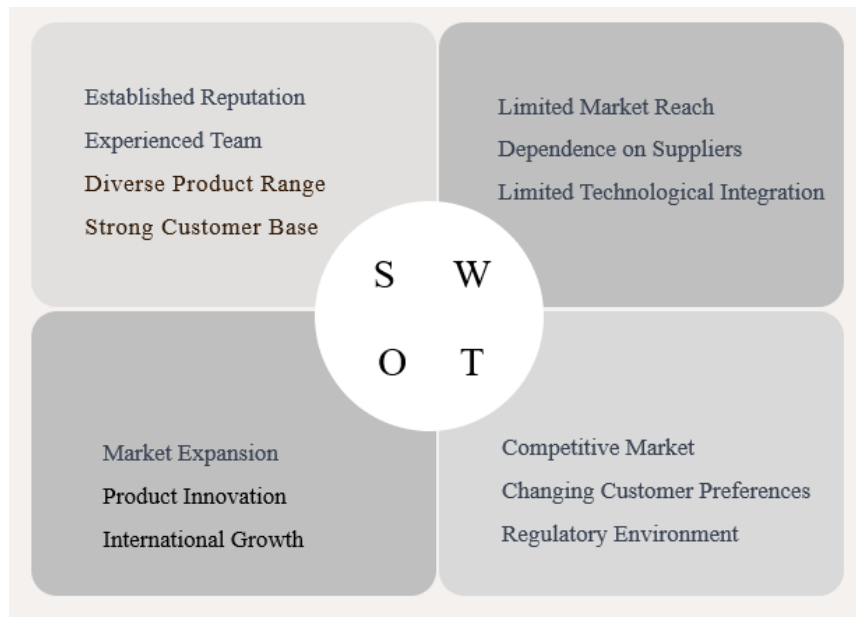 Established Reputation
Experienced Team
Diverse Product Range
Strong Customer Base
Limited Market Reach
Dependence on Suppliers
Limited Technological Integration
S W
O T
Market Expansion
Product Innovation
International Growth
Competitive Market
Changing Customer Preferences
Regulatory Environment